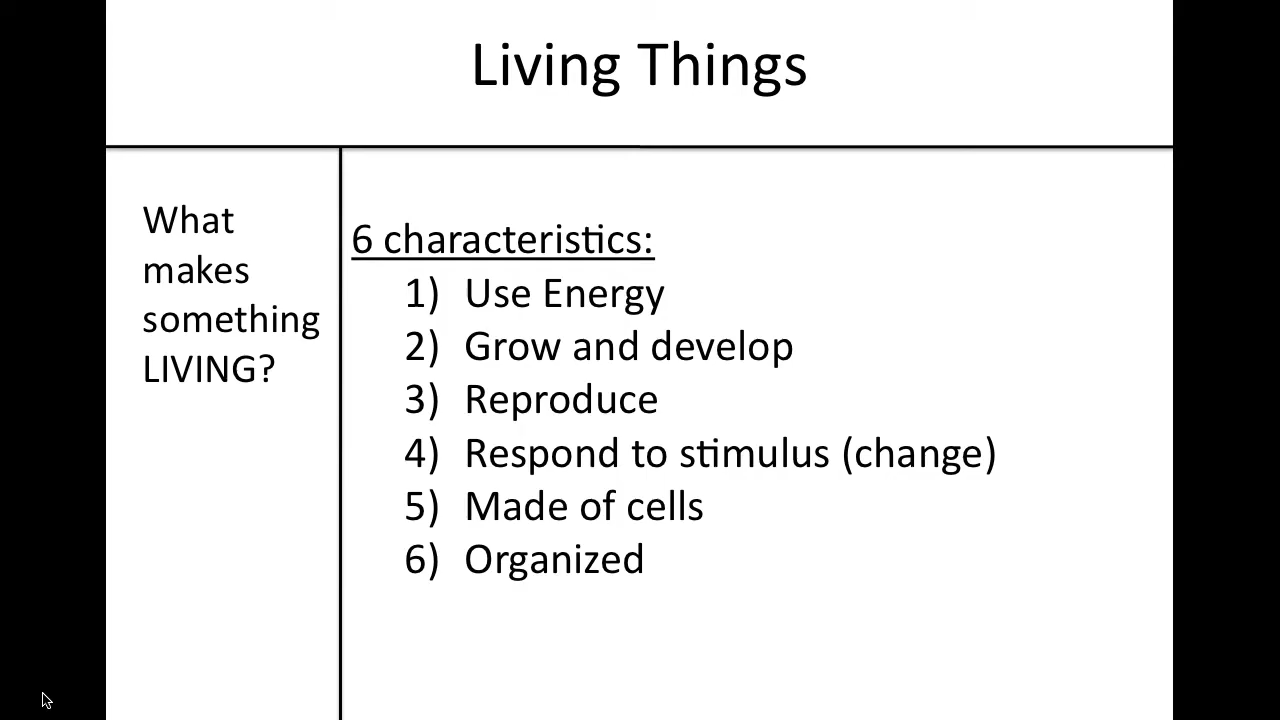 Living Things
What
makes
something
LIVING?
6 characteristics:
1) Use Energy
2) Grow and develop
3) Reproduce
4) Respond to stimulus (change)
5) Made of cells
6) Organized